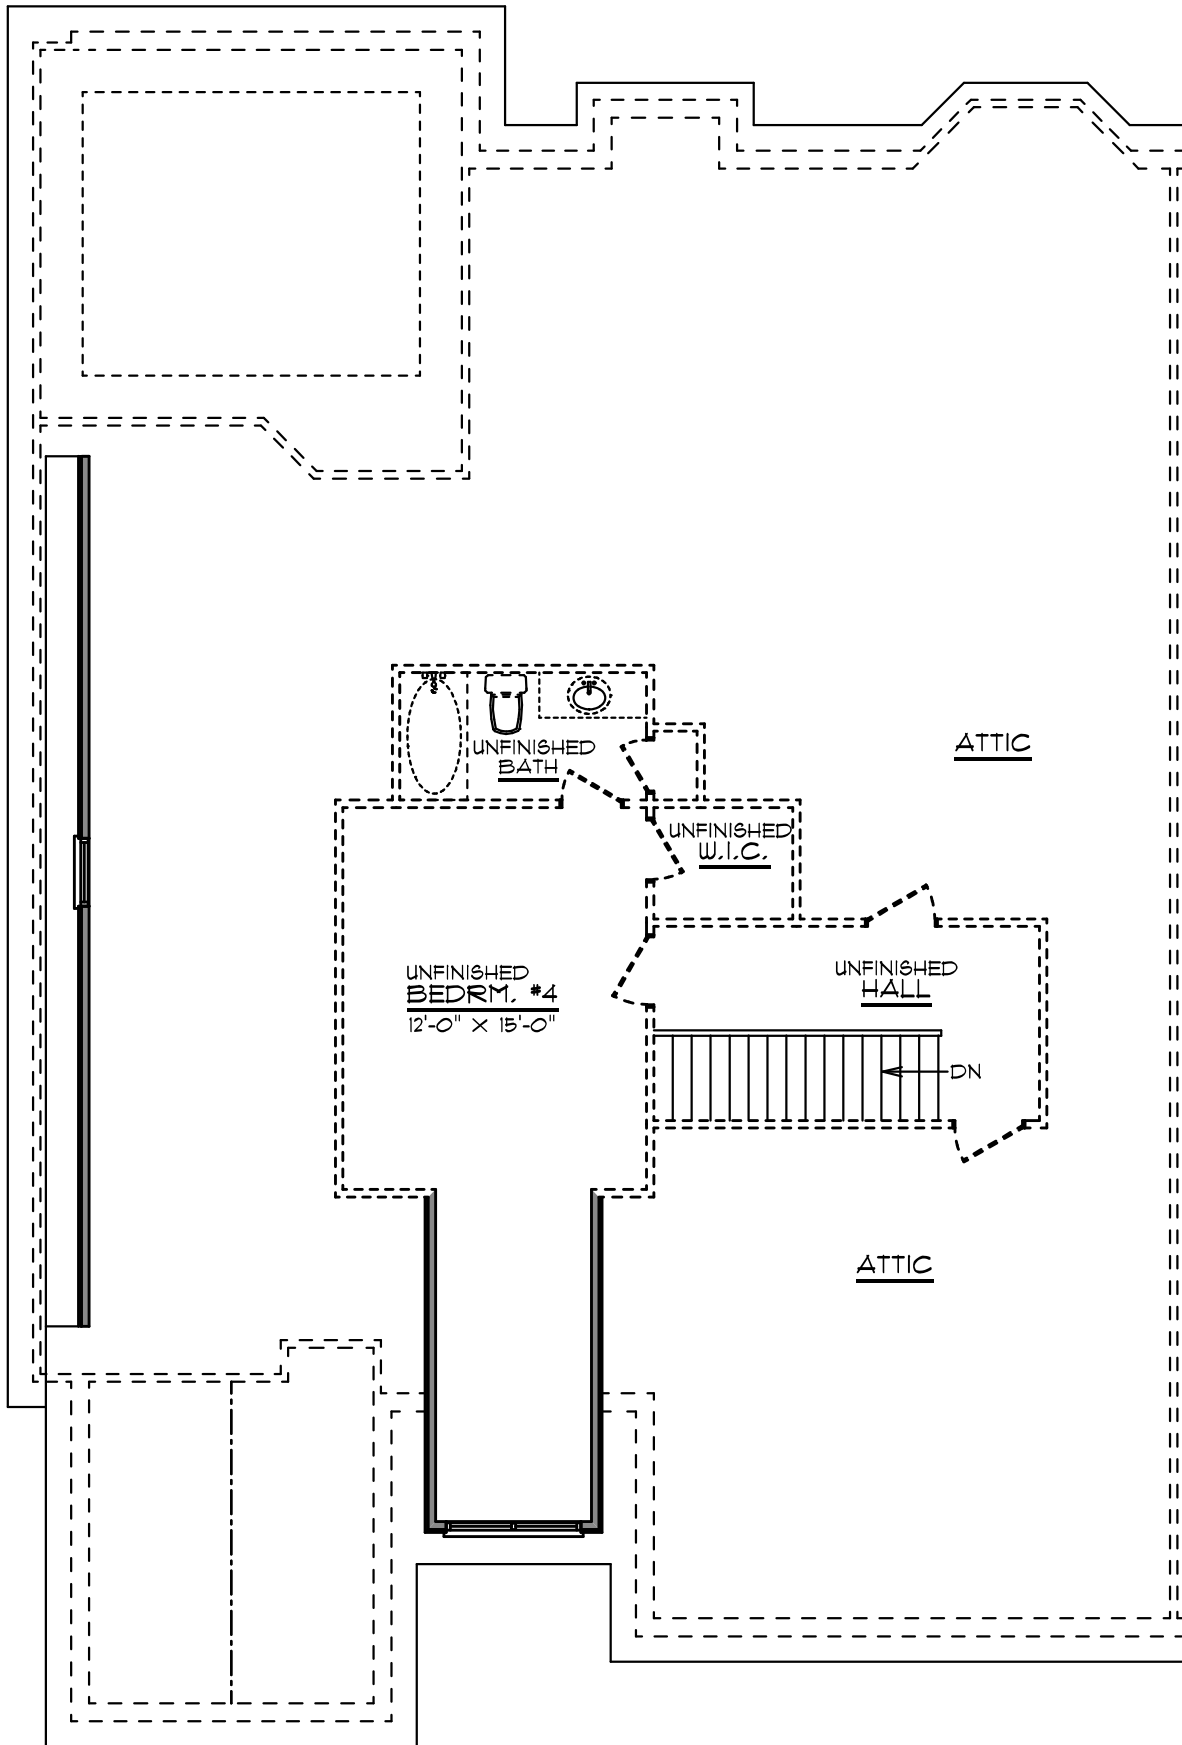 UNFINISHED
BATH
ATTIC
UNFINISHED
W.I.C.
UNFINISHED
BEDRM. #4
12'-0" X 15'-0"
UNFINISHED
HALL
DN
ATTIC